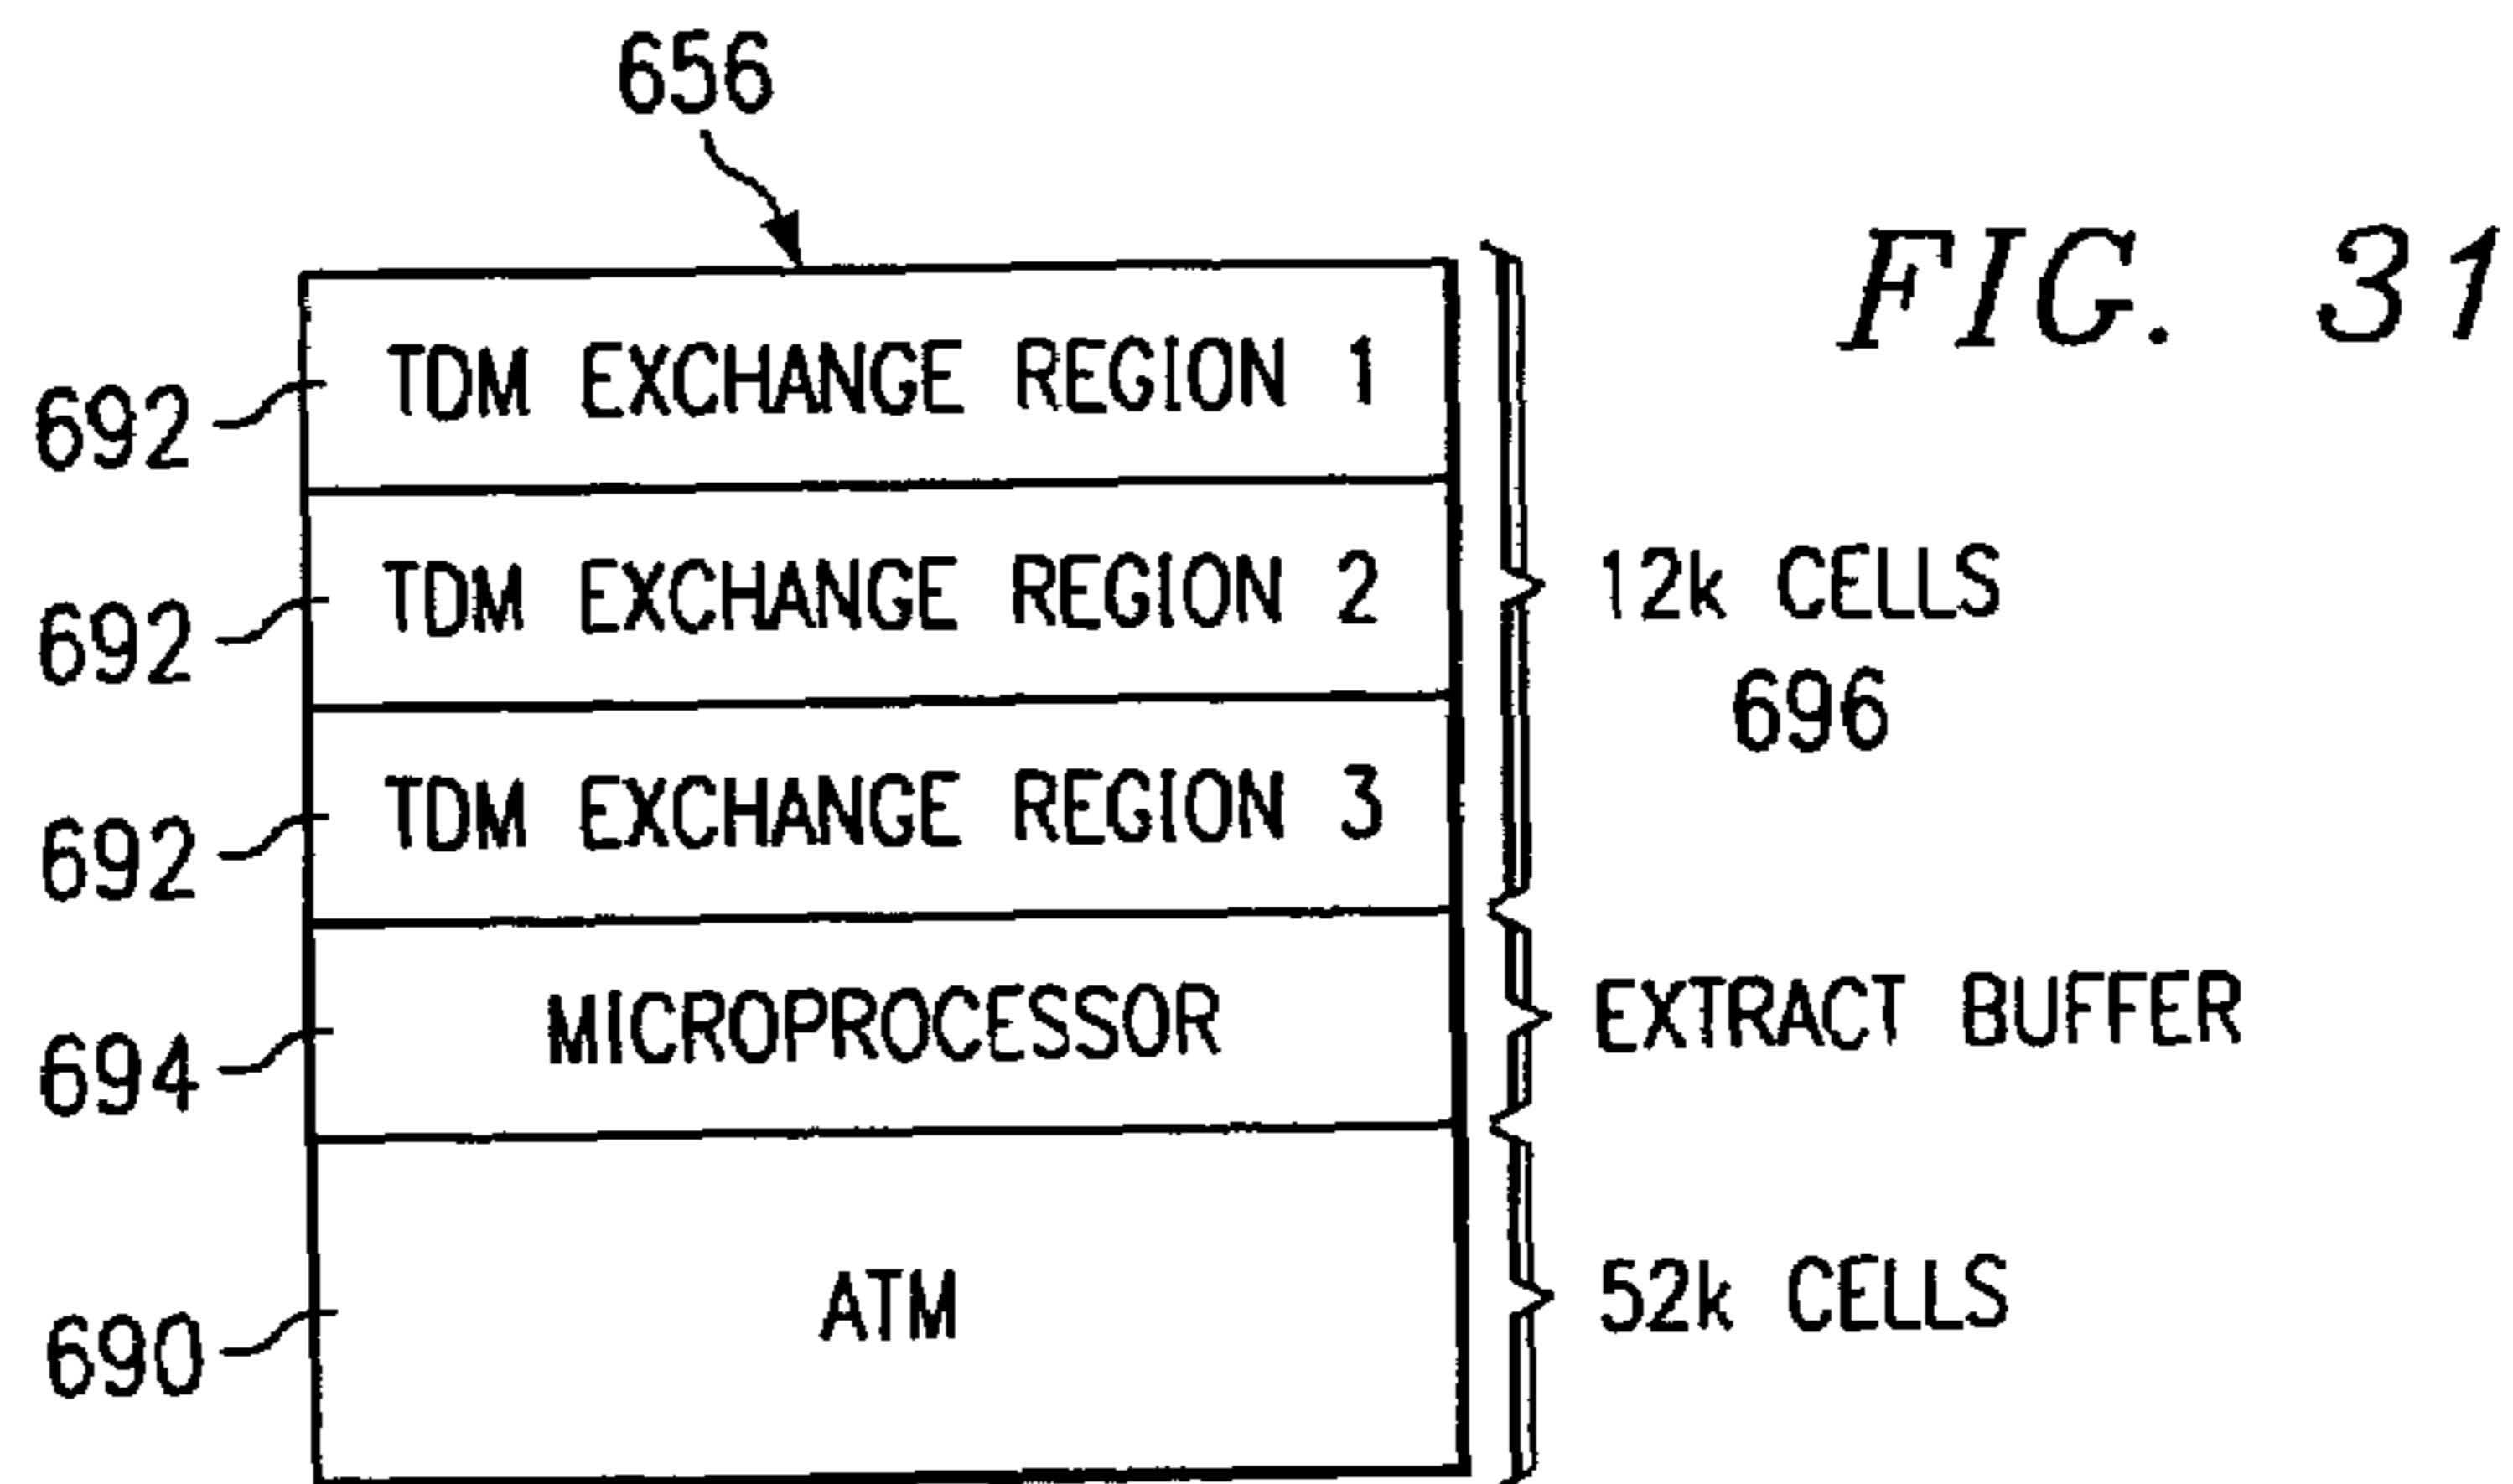 656
FIG. 31
TDM EXCHANGE REGION 1
692
TDM EXCHANGE REGION 2
692
12k CELLS
696
TDM EXCHANGE REGION 3
692
MICROPROCESSOR
694
EXTRACT BUFFER
ATM
690
52k CELLS